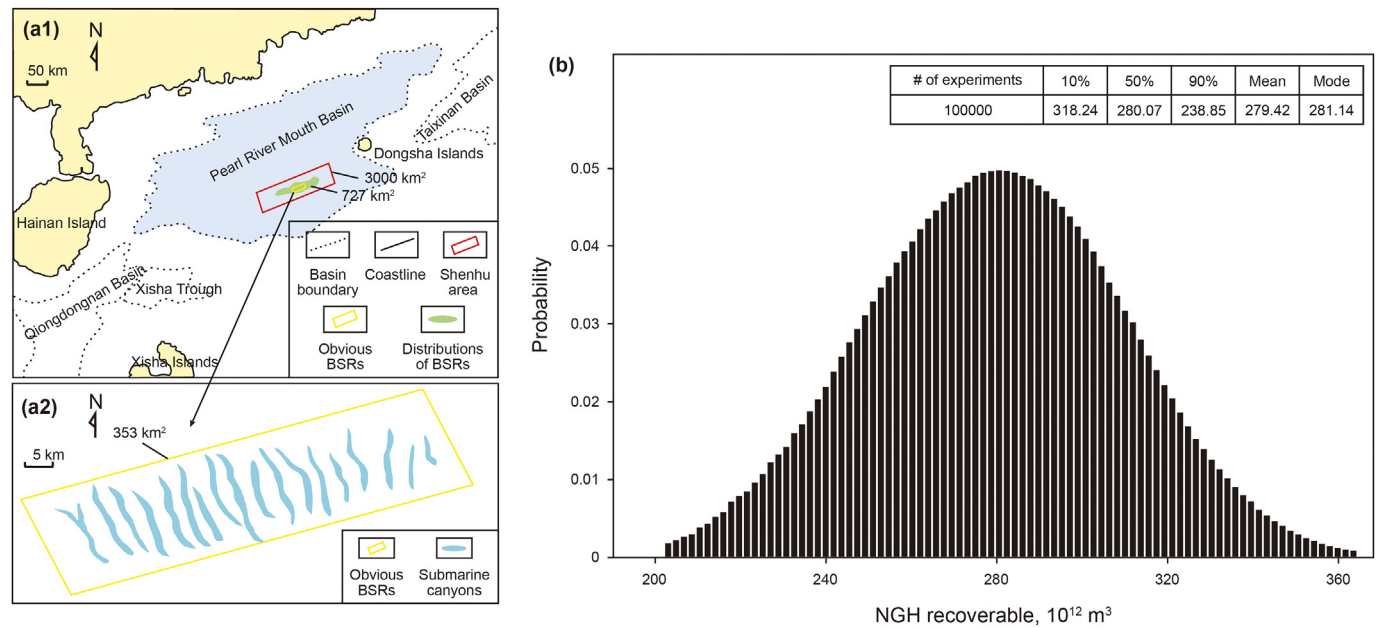 (a1)
N
50 km
Pearl River Mouth Basin
Taixinan Basin
Dongsha Islands
3000 km²
727 km²
Hainan Island
Qiongdongnan Basin
Xisha Trough
Xisha Islands
Basin
boundary
Coastline
Shenhu
area
Obvious
BSRs
Distributions
of BSRs
(a2)
N
353 km²
5 km
Obvious
BSRs
Submarine
canyons
(b)
# of experiments 10% 50% 90% Mean Mode
100000 318.24 280.07 238.85 279.42 281.14
Probability
0.05
0.04
0.03
0.02
0.01
0
200 240 280 320 360
NGH recoverable, 10¹² m³